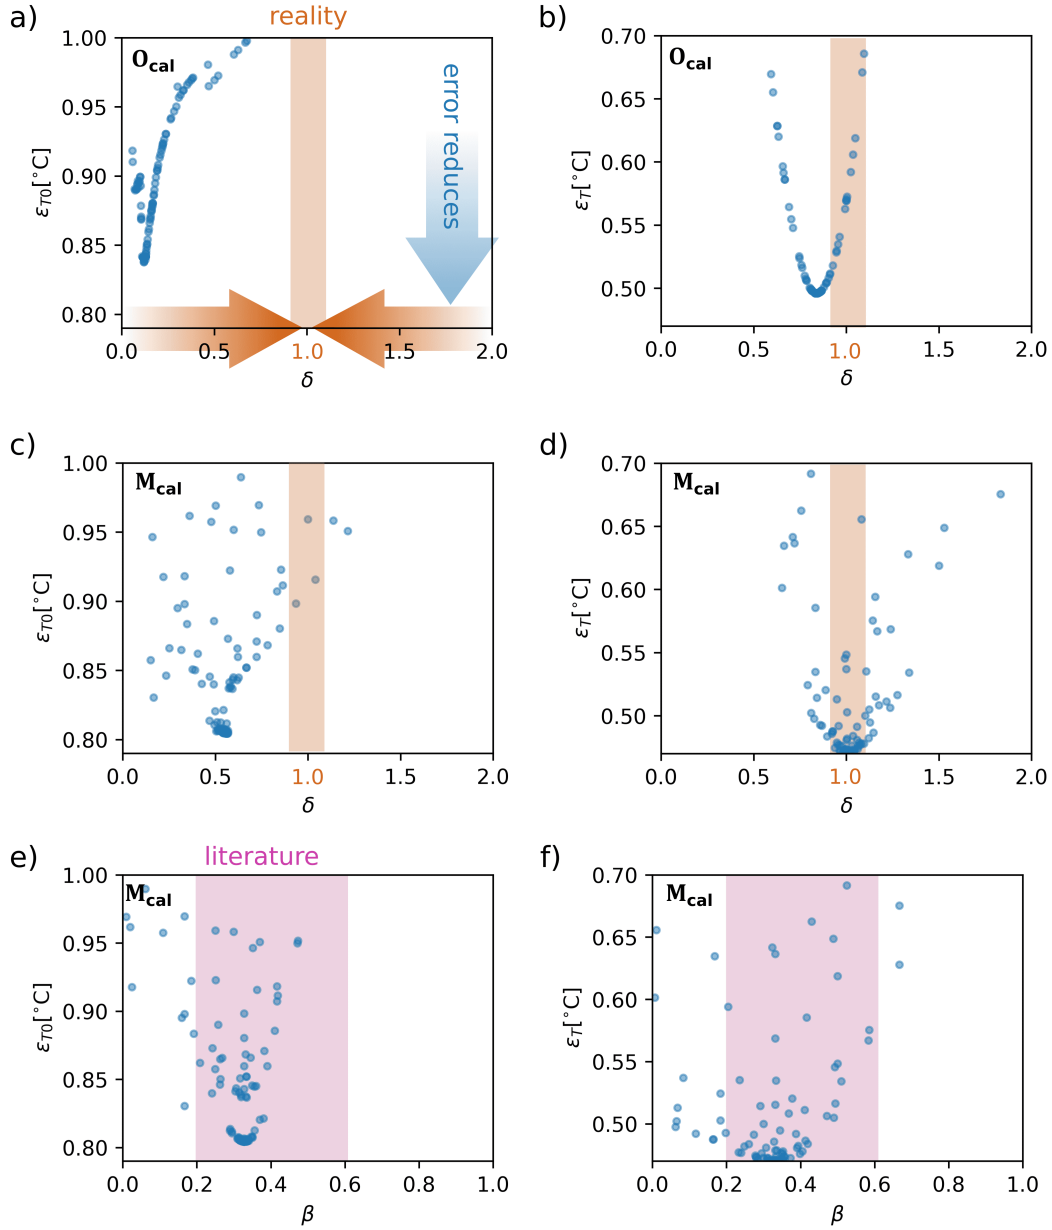 a)
reality
O_cal
error reduces
ε_T0[°C]
1.00
0.95
0.90
0.85
0.80
0.0
0.5
1.0
1.5
2.0
δ
b)
O_cal
ε_T[°C]
0.70
0.65
0.60
0.55
0.50
0.0
0.5
1.0
1.5
2.0
δ
c)
M_cal
ε_T0[°C]
1.00
0.95
0.90
0.85
0.80
0.0
0.5
1.0
1.5
2.0
δ
d)
M_cal
ε_T[°C]
0.70
0.65
0.60
0.55
0.50
0.0
0.5
1.0
1.5
2.0
δ
e)
literature
M_cal
ε_T0[°C]
1.00
0.95
0.90
0.85
0.80
0.0
0.2
0.4
0.6
0.8
1.0
β
f)
M_cal
ε_T[°C]
0.70
0.65
0.60
0.55
0.50
0.0
0.2
0.4
0.6
0.8
1.0
β